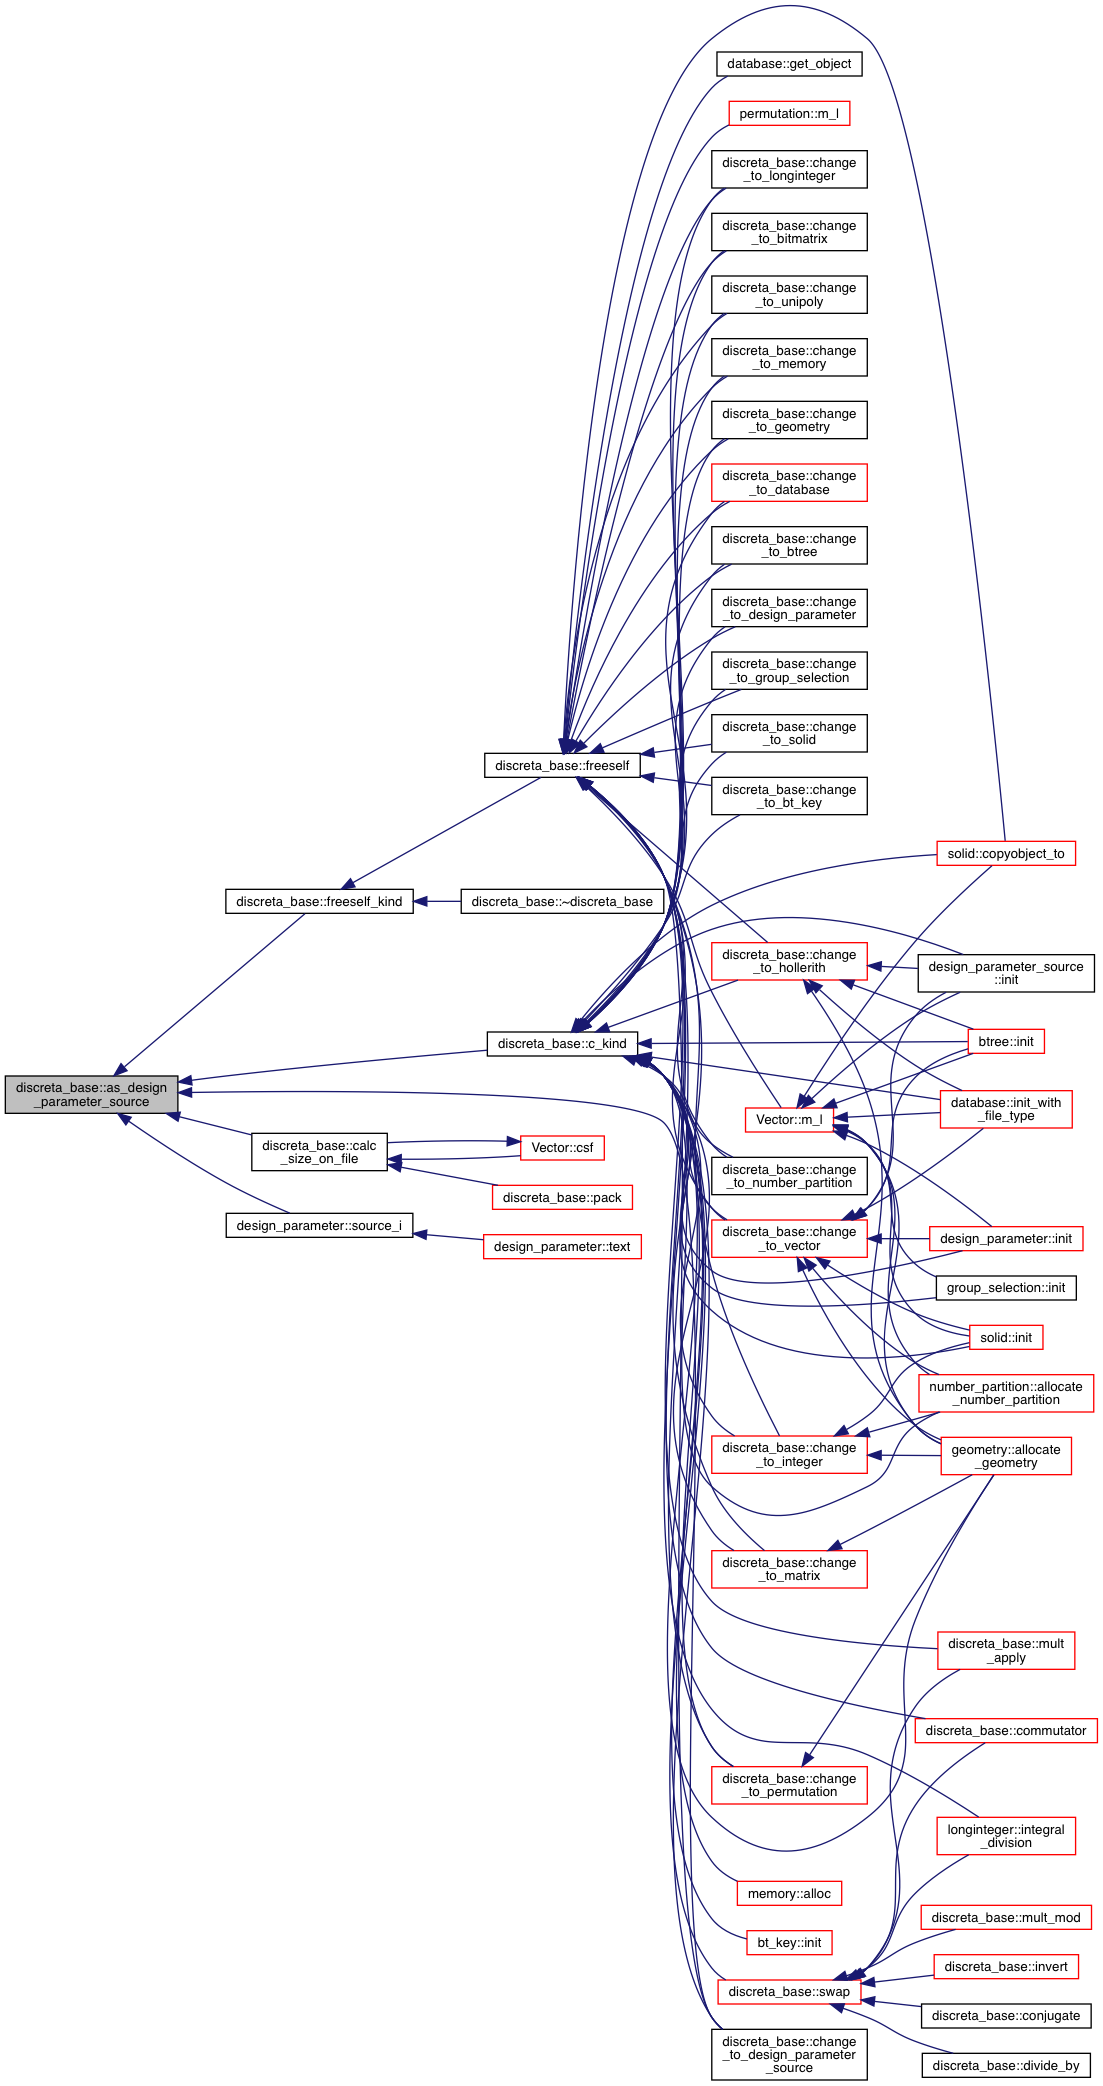 discreta_base::as_design
_parameter_source
discreta_base::freeself_kind
discreta_base::calc
_size_on_file
design_parameter::source_i
discreta_base::freeself
discreta_base::~discreta_base
discreta_base::c_kind
Vector::csf
discreta_base::pack
design_parameter::text
database::get_object
permutation::m_l
discreta_base::change
_to_longinteger
discreta_base::change
_to_bitmatrix
discreta_base::change
_to_unipoly
discreta_base::change
_to_memory
discreta_base::change
_to_geometry
discreta_base::change
_to_database
discreta_base::change
_to_btree
discreta_base::change
_to_design_parameter
discreta_base::change
_to_group_selection
discreta_base::change
_to_solid
discreta_base::change
_to_bt_key
discreta_base::change
_to_hollerith
Vector::m_l
discreta_base::change
_to_number_partition
discreta_base::change
_to_vector
discreta_base::change
_to_integer
discreta_base::change
_to_matrix
discreta_base::change
_to_permutation
memory::alloc
bt_key::init
discreta_base::swap
discreta_base::change
_to_design_parameter
_source
solid::copyobject_to
design_parameter_source
::init
btree::init
database::init_with
_file_type
design_parameter::init
group_selection::init
solid::init
number_partition::allocate
_number_partition
geometry::allocate
_geometry
discreta_base::mult
_apply
discreta_base::commutator
longinteger::integral
_division
discreta_base::mult_mod
discreta_base::invert
discreta_base::conjugate
discreta_base::divide_by